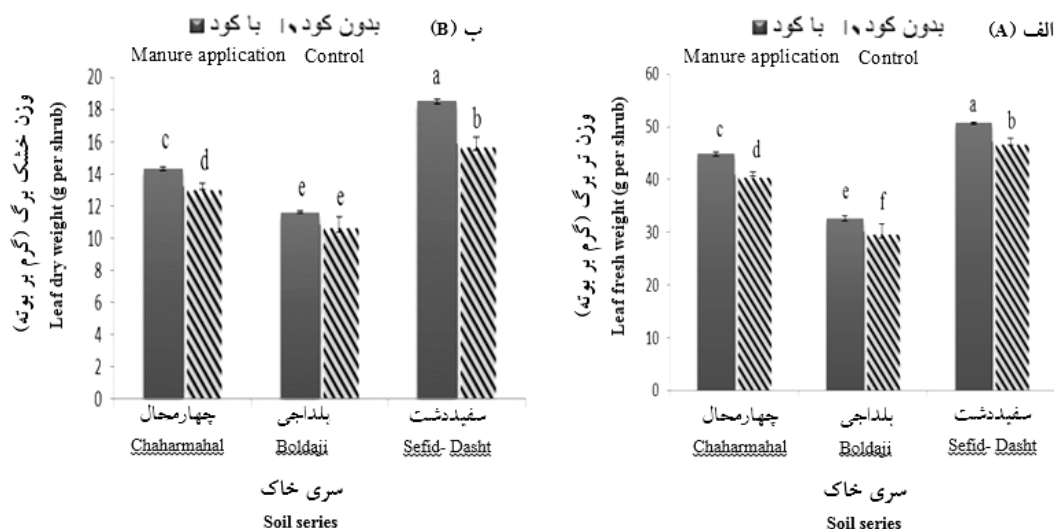 الف (A)
با کود بدون کود
Manure application Control
وزن تر برگ (گرم بر بوته)
Leaf fresh weight (g per shrub)
60
50
40
30
20
10
0
c d e f a b
چهارمحال بلداجی سفیددشت
Chaharmahal Boldaji Sefid- Dasht
سری خاک
Soil series
ب (B)
با کود بدون کود
Manure application Control
وزن خشک برگ (گرم بر بوته)
Leaf dry weight (g per shrub)
20
18
16
14
12
10
8
6
4
2
0
c d e e a b
چهارمحال بلداجی سفیددشت
Chaharmahal Boldaji Sefid- Dasht
سری خاک
Soil series